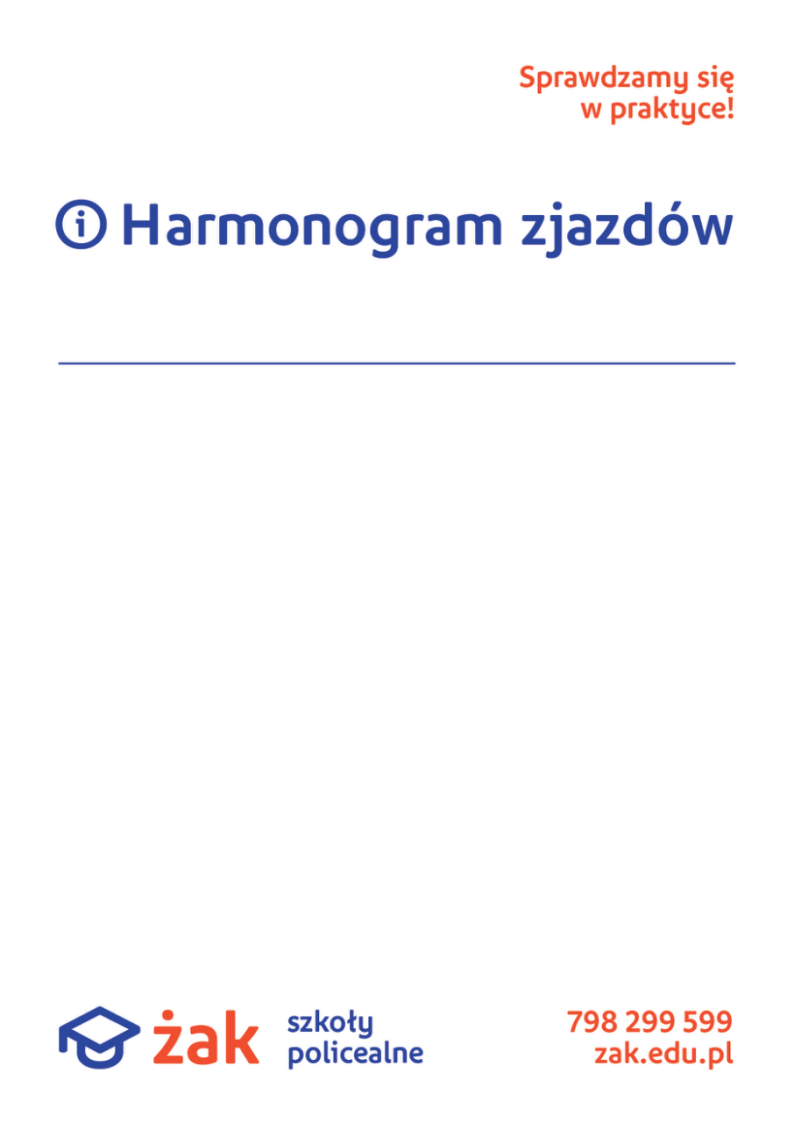 Sprawdzamy się
w praktyce!
Harmonogram zjazdów
żak
szkoły
policealne
798 299 599
zak.edu.pl